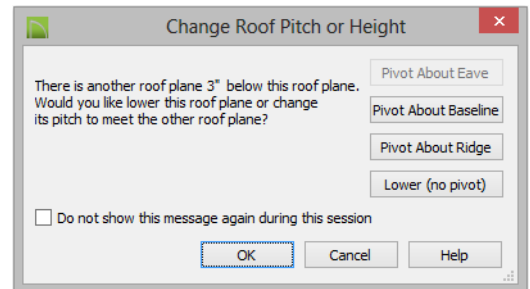 Change Roof Pitch or Height
There is another roof plane 3" below this roof plane.
Would you like lower this roof plane or change
its pitch to meet the other roof plane?
Pivot About Eave
Pivot About Baseline
Pivot About Ridge
Lower (no pivot)
Do not show this message again during this session
OK
Cancel
Help